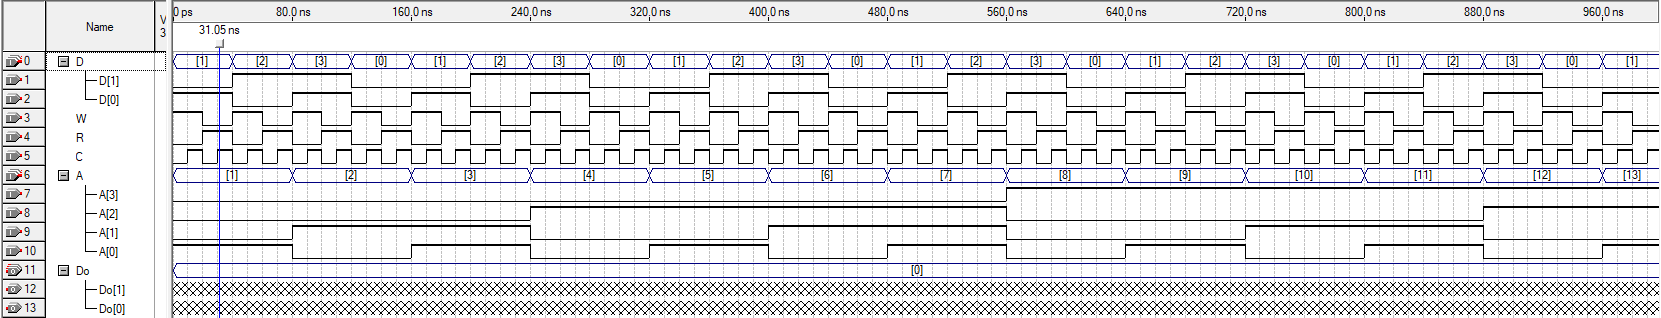 0 ps 80.0 ns 160.0 ns 240.0 ns 320.0 ns 400.0 ns 480.0 ns 560.0 ns 640.0 ns 720.0 ns 800.0 ns 880.0 ns 960.0 ns
Name V
3
31.05 ns
0 D [1] [2] [3] [0] [1] [2] [3] [0] [1] [2] [3] [0] [1] [2] [3] [0] [1] [2] [3] [0] [1] [2] [3] [0] [1]
1 D[1]
2 D[0]
3 W
4 R
5 C
6 A [1] [2] [3] [4] [5] [6] [7] [8] [9] [10] [11] [12] [13]
7 A[3]
8 A[2]
9 A[1]
10 A[0]
11 Do [0]
12 Do[1]
13 Do[0]